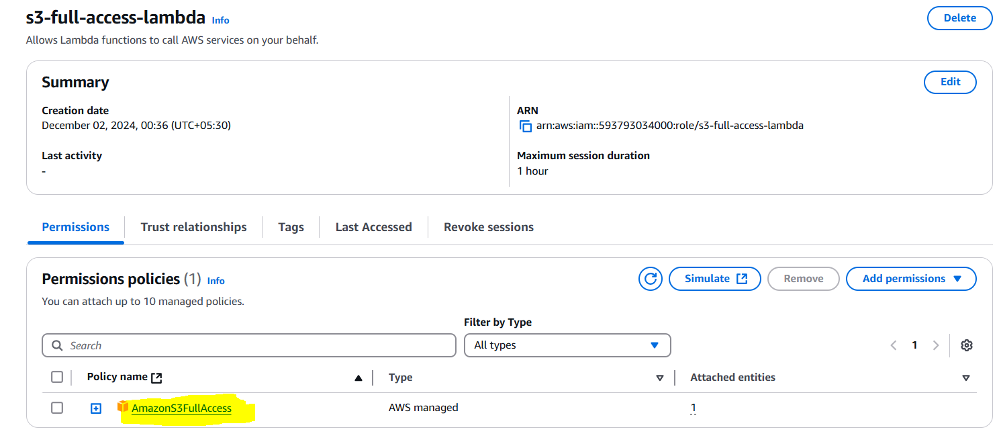 s3-full-access-lambda Info
Delete
Allows Lambda functions to call AWS services on your behalf.
Summary
Edit
Creation date
December 02, 2024, 00:36 (UTC+05:30)
ARN
arn:aws:iam::593793034000:role/s3-full-access-lambda
Last activity
-
Maximum session duration
1 hour
Permissions
Trust relationships
Tags
Last Accessed
Revoke sessions
Permissions policies (1) Info
Simulate
Remove
Add permissions
You can attach up to 10 managed policies.
Filter by Type
Search
All types
1
Policy name
Type
Attached entities
AmazonS3FullAccess
AWS managed
1